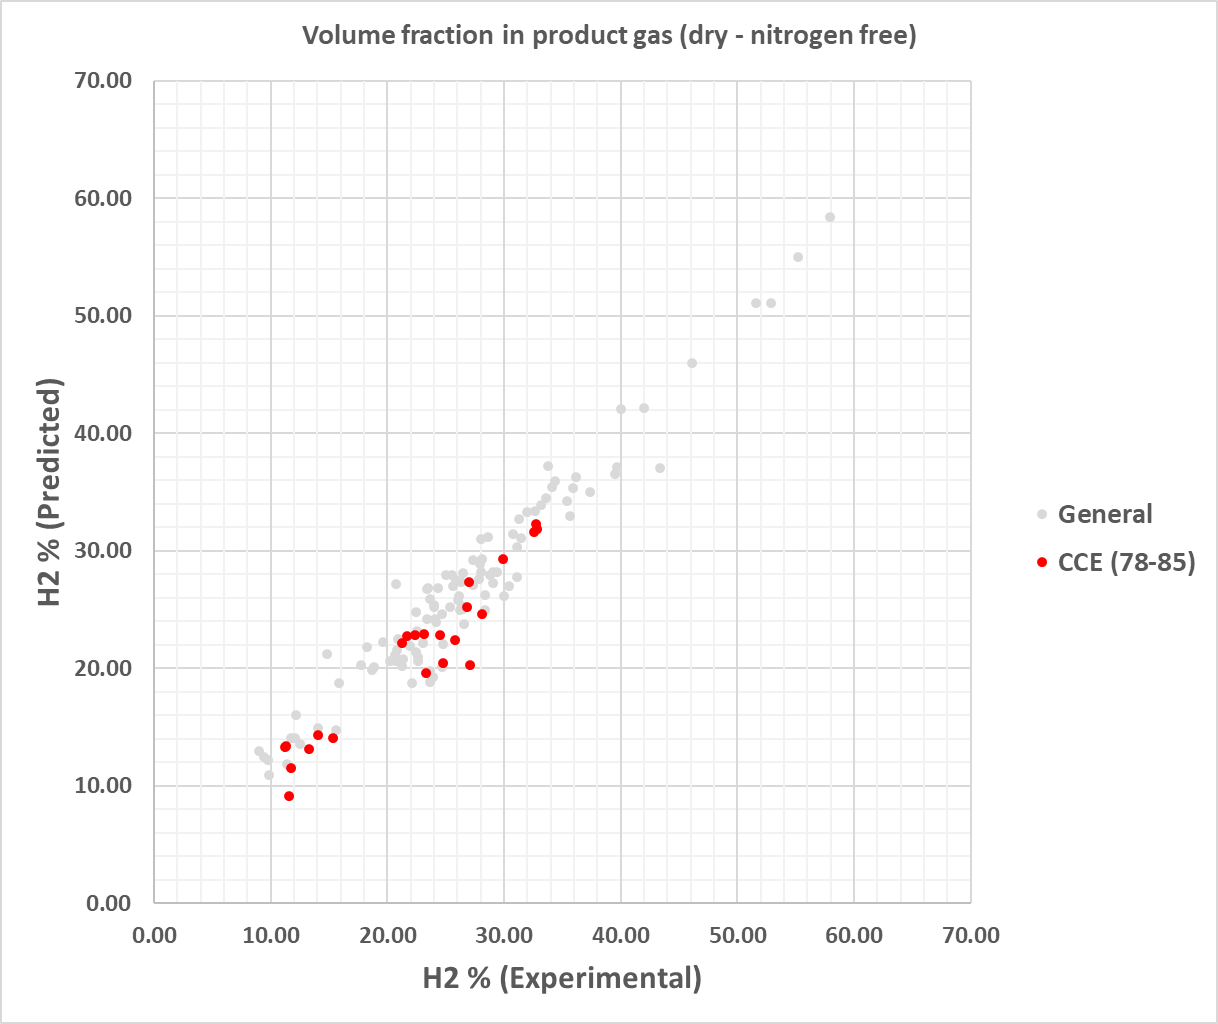 Volume fraction in product gas (dry - nitrogen free)
70.00
60.00
50.00
40.00
30.00
20.00
10.00
0.00
H2 % (Predicted)
General
CCE (78-85)
0.00 10.00 20.00 30.00 40.00 50.00 60.00 70.00
H2 % (Experimental)